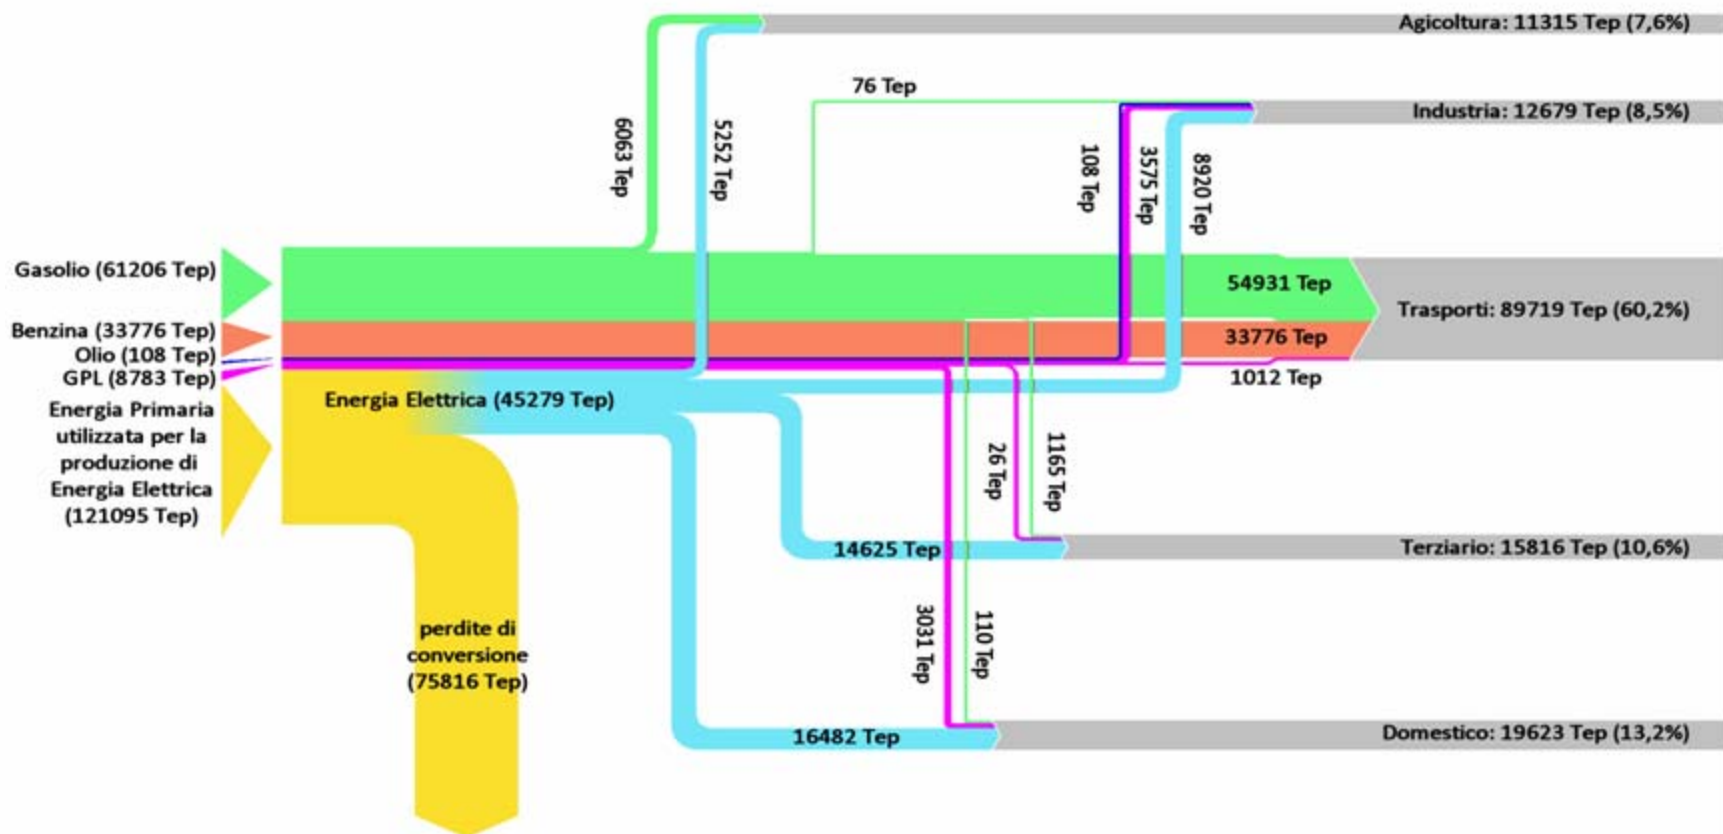 Agicoltura: 11315 Tep (7,6%)
76 Tep
Industria: 12679 Tep (8,5%)
6063 Tep
5252 Tep
108 Tep
3575 Tep
8920 Tep
Gasolio (61206 Tep)
54931 Tep
Trasporti: 89719 Tep (60,2%)
Benzina (33776 Tep)
33776 Tep
Olio (108 Tep)
GPL (8783 Tep)
1012 Tep
Energia Primaria
utilizzata per la
produzione di
Energia Elettrica
(121095 Tep)
Energia Elettrica (45279 Tep)
26 Tep
1165 Tep
14625 Tep
Terziario: 15816 Tep (10,6%)
perdite di
conversione
(75816 Tep)
3031 Tep
110 Tep
16482 Tep
Domestico: 19623 Tep (13,2%)